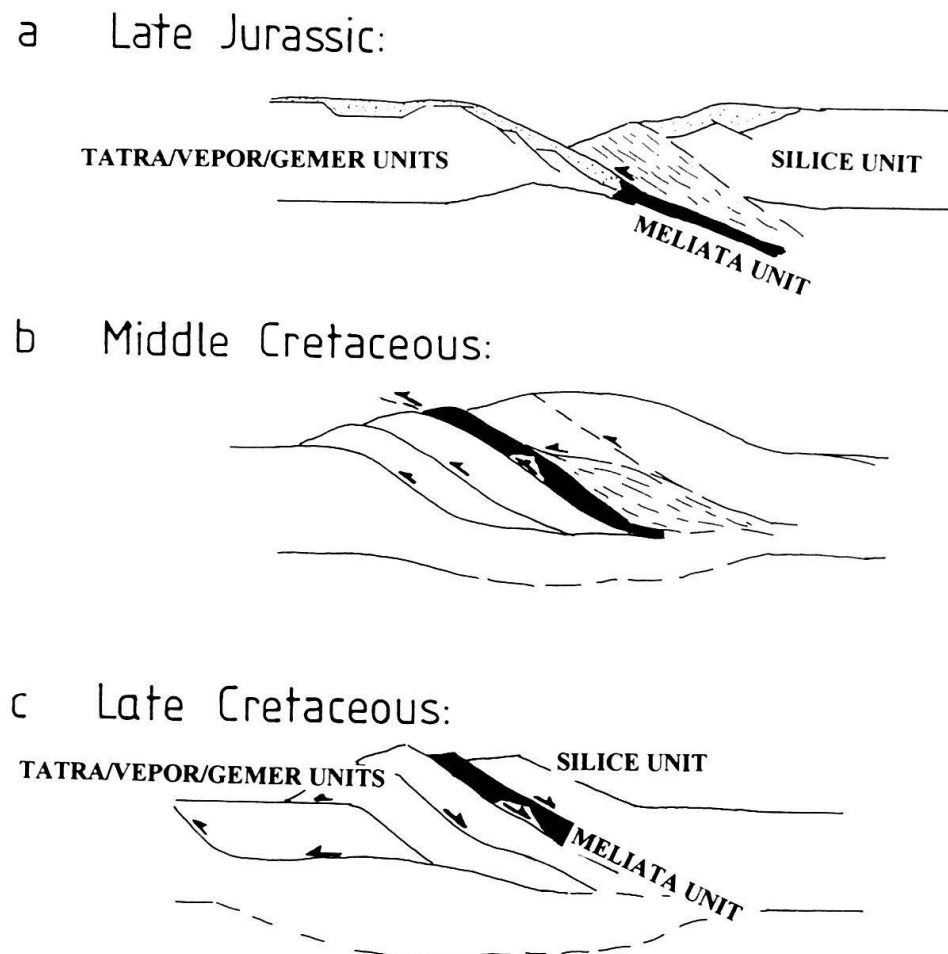 a Late Jurassic:
TATRA/VEPOR/GEMER UNITS
SILICE UNIT
MELIATA UNIT
b Middle Cretaceous:
c Late Cretaceous:
TATRA/VEPOR/GEMER UNITS
SILICE UNIT
MELIATA UNIT